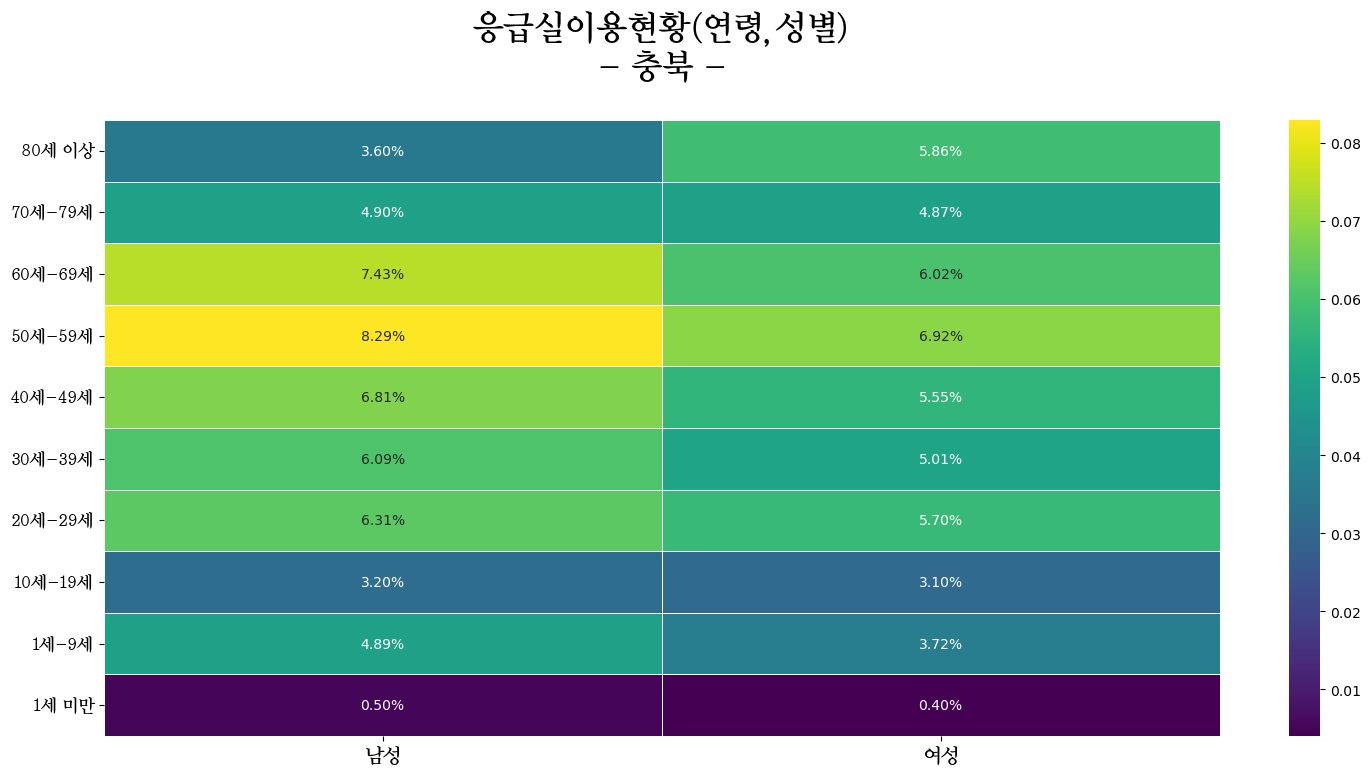 응급실이용현황(연령, 성별)
- 충북 -
80세 이상 3.60% 5.86%
70세-79세 4.90% 4.87%
60세-69세 7.43% 6.02%
50세-59세 8.29% 6.92%
40세-49세 6.81% 5.55%
30세-39세 6.09% 5.01%
20세-29세 6.31% 5.70%
10세-19세 3.20% 3.10%
1세-9세 4.89% 3.72%
1세 미만 0.50% 0.40%
남성 여성
0.08
0.07
0.06
0.05
0.04
0.03
0.02
0.01